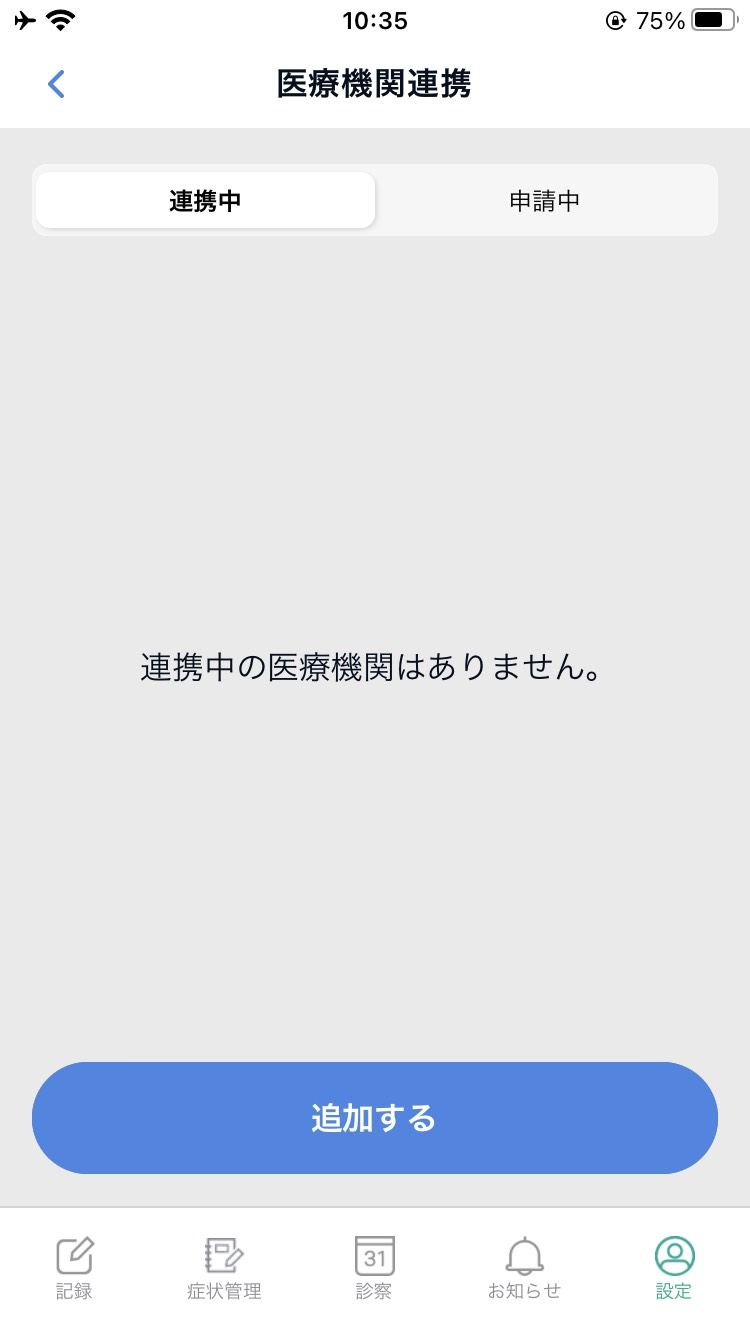 10:35
75%
医療機関連携
連携中
申請中
連携中の医療機関はありません。
追加する
31
記録
症状管理
診察
お知らせ
設定